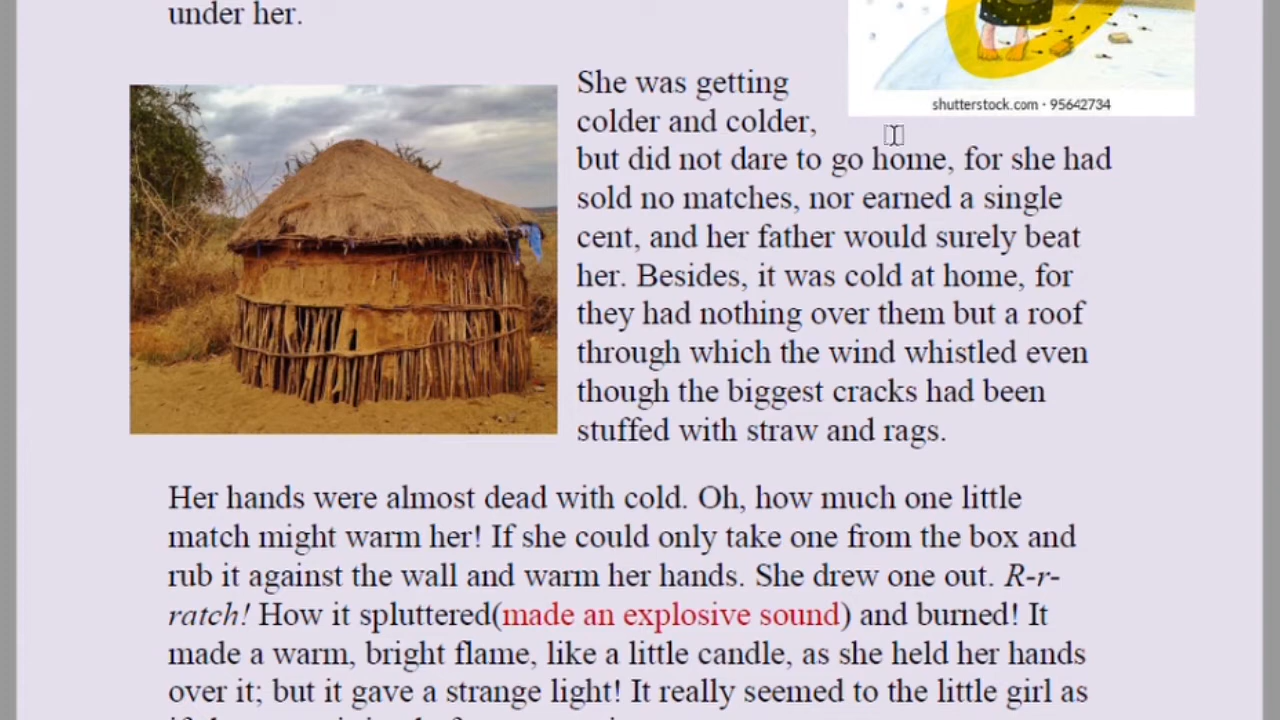 under her.
shutterstock.com · 95642734
She was getting
colder and colder,
but did not dare to go home, for she had
sold no matches, nor earned a single
cent, and her father would surely beat
her. Besides, it was cold at home, for
they had nothing over them but a roof
through which the wind whistled even
though the biggest cracks had been
stuffed with straw and rags.
Her hands were almost dead with cold. Oh, how much one little
match might warm her! If she could only take one from the box and
rub it against the wall and warm her hands. She drew one out. R-r-
ratch! How it spluttered(made an explosive sound) and burned! It
made a warm, bright flame, like a little candle, as she held her hands
over it; but it gave a strange light! It really seemed to the little girl as